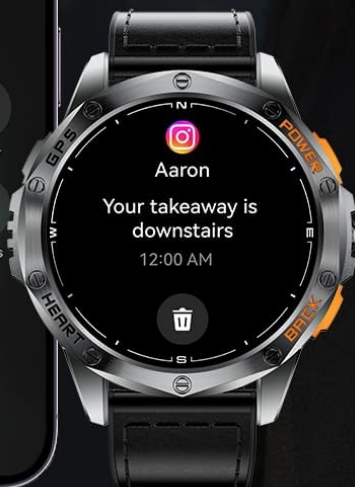 N
GPS
POWER
Aaron
Your takeaway is
downstairs
12:00 AM
W
E
HEART
BACK
S